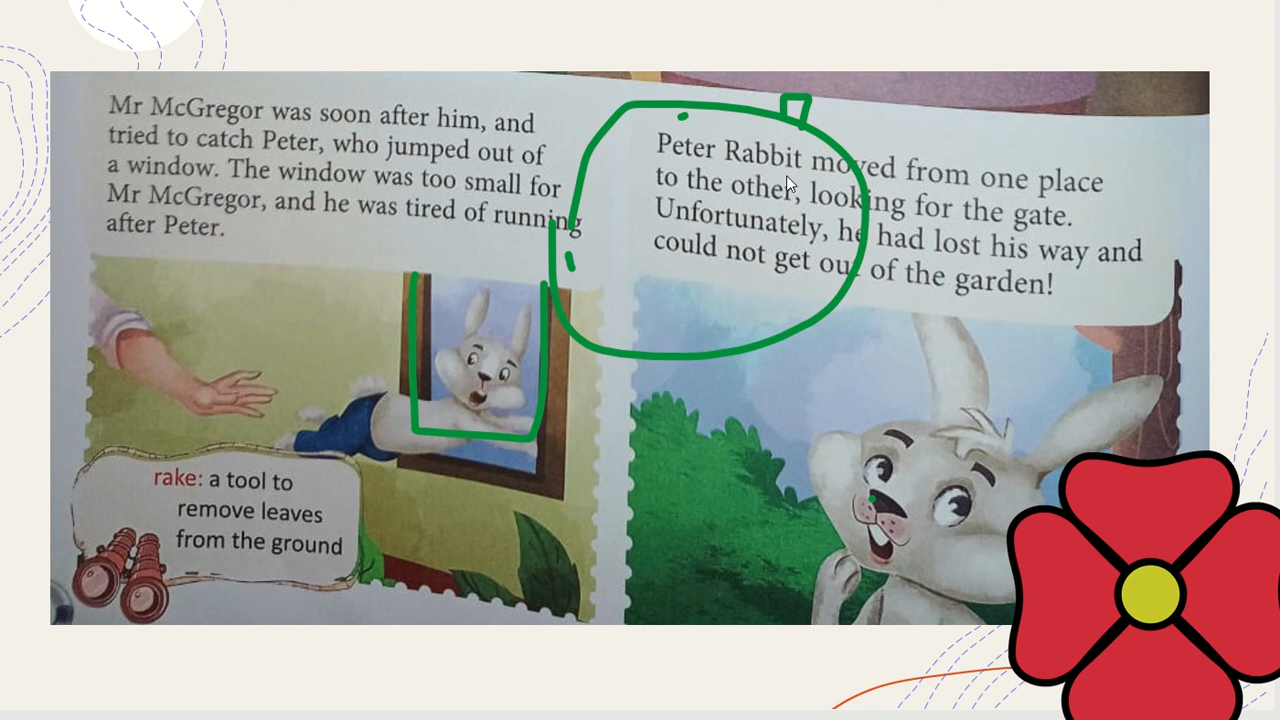 Mr McGregor was soon after him, and
tried to catch Peter, who jumped out of
a window. The window was too small for
Mr McGregor, and he was tired of running
after Peter.
rake: a tool to
remove leaves
from the ground
Peter Rabbit moved from one place
to the other, looking for the gate.
Unfortunately, he had lost his way and
could not get out of the garden!